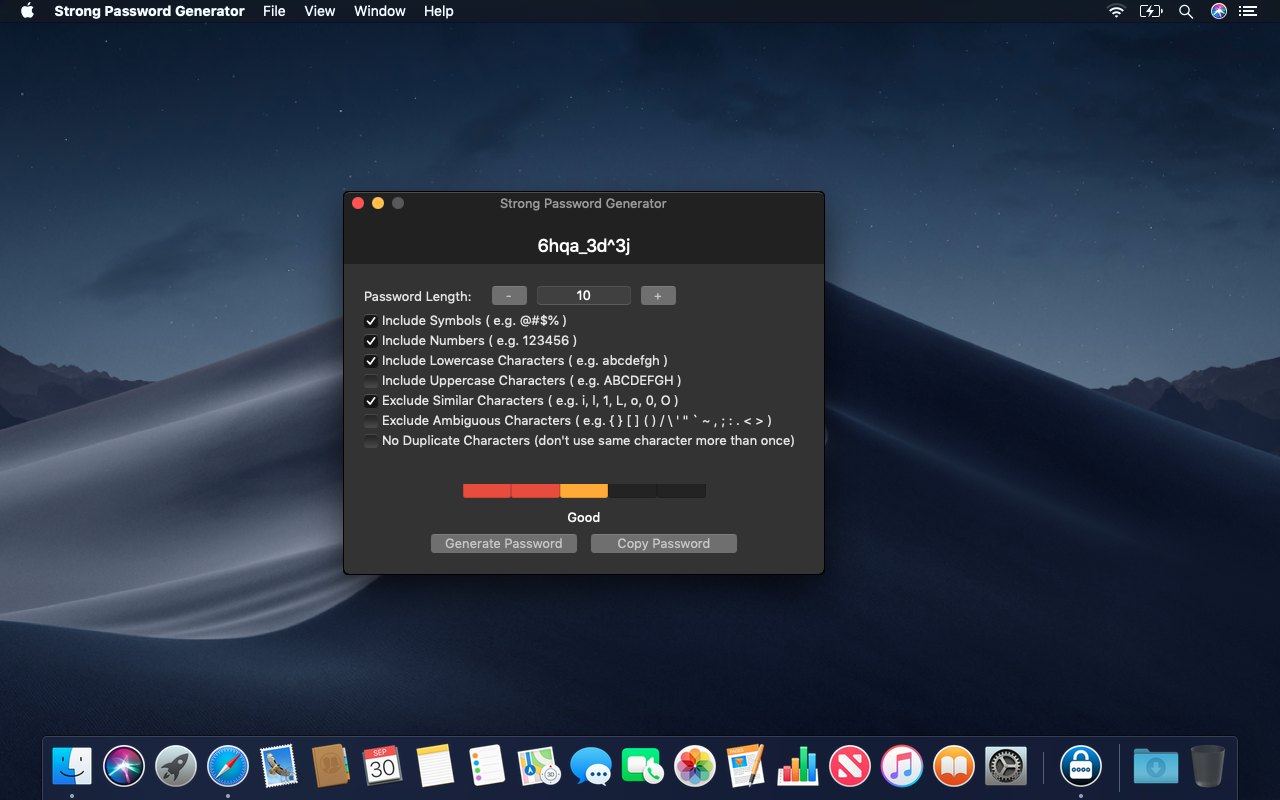 Strong Password Generator File View Window Help
Strong Password Generator
6hqa_3d^3j
Password Length: - 10 +
Include Symbols ( e.g. @#$% )
Include Numbers ( e.g. 123456 )
Include Lowercase Characters ( e.g. abcdefgh )
Include Uppercase Characters ( e.g. ABCDEFGH )
Exclude Similar Characters ( e.g. i, l, 1, L, o, 0, O )
Exclude Ambiguous Characters ( e.g. { } [ ] ( ) / \ ' " ` ~ , ; : . < > )
No Duplicate Characters (don't use same character more than once)
Good
Generate Password Copy Password
SEP
30